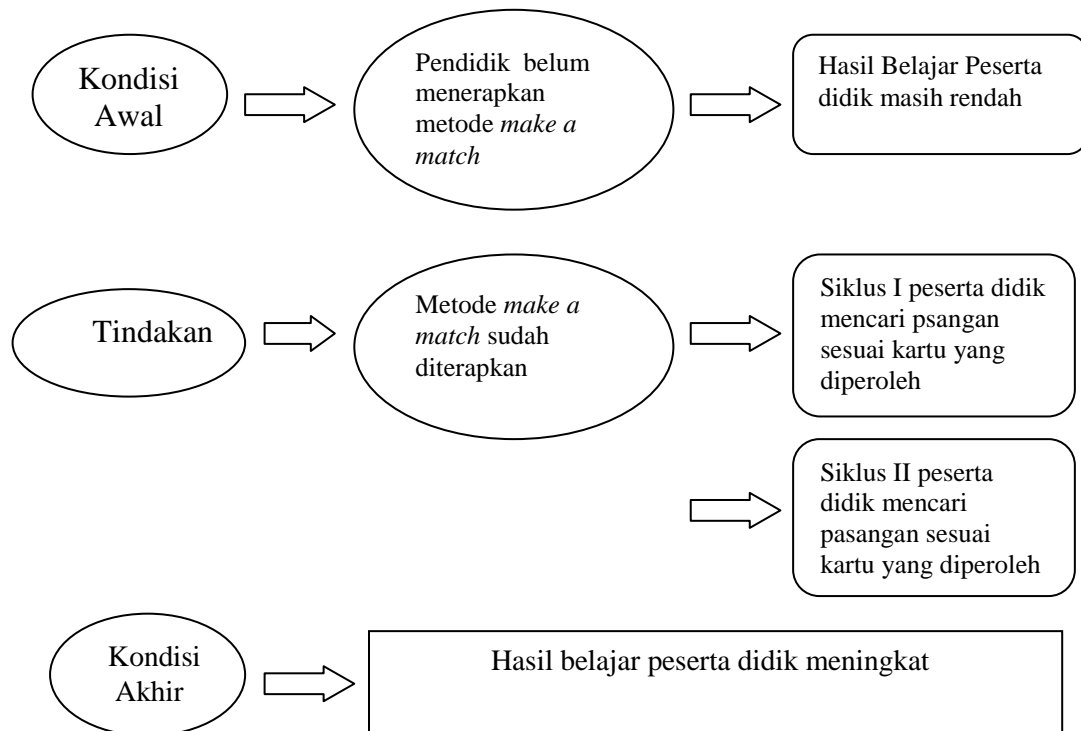 Kondisi
Awal
Pendidik belum
menerapkan
metode make a
match
Hasil Belajar Peserta
didik masih rendah
Tindakan
Metode make a
match sudah
diterapkan
Siklus I peserta didik
mencari psangan
sesuai kartu yang
diperoleh
Siklus II peserta
didik mencari
pasangan sesuai
kartu yang diperoleh
Kondisi
Akhir
Hasil belajar peserta didik meningkat